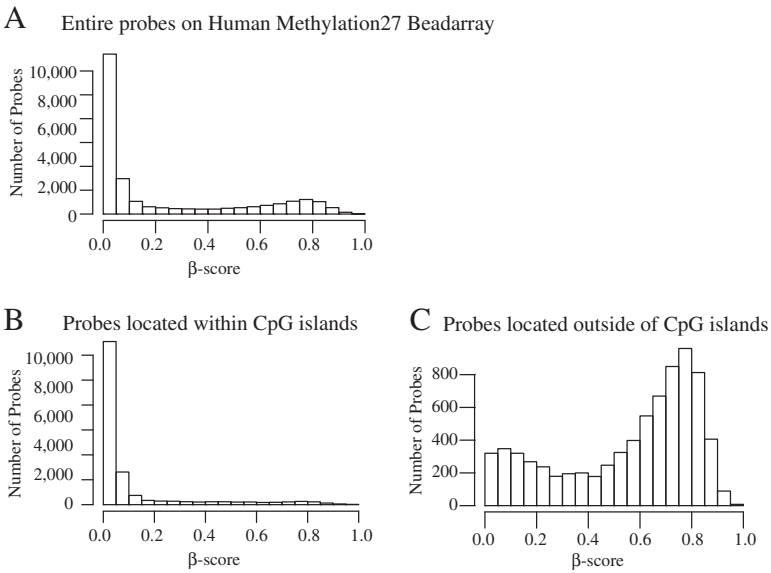 A
Entire probes on Human Methylation27 Beadarray
Number of Probes
10,000
8,000
6,000
4,000
2,000
0
0.0 0.2 0.4 0.6 0.8 1.0
β-score
B
Probes located within CpG islands
Number of Probes
10,000
8,000
6,000
4,000
2,000
0
0.0 0.2 0.4 0.6 0.8 1.0
β-score
C
Probes located outside of CpG islands
Number of Probes
800
600
400
200
0
0.0 0.2 0.4 0.6 0.8 1.0
β-score